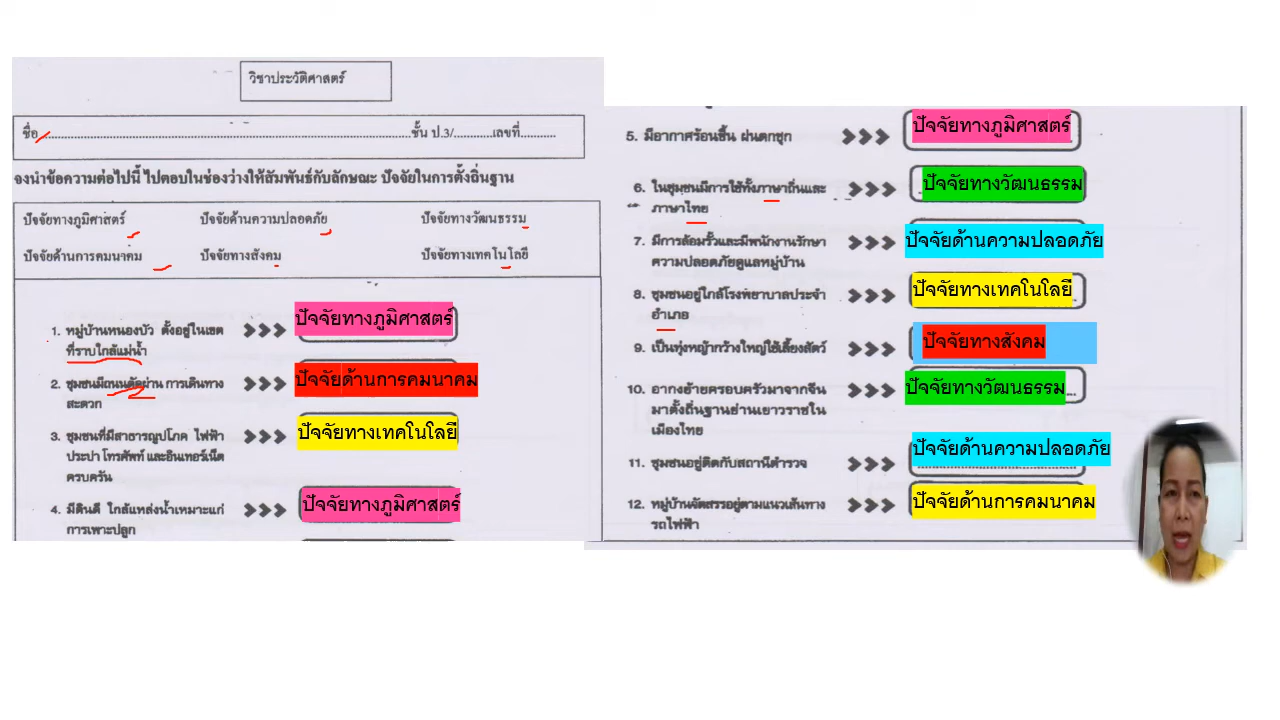 วิชาประวัติศาสตร์
ชื่อ..........ชั้น ป.3/..........เลขที่..........
จงนำข้อความต่อไปนี้ ไปตอบในช่องว่างให้สัมพันธ์กับลักษณะ ปัจจัยในการตั้งถิ่นฐาน
ปัจจัยทางภูมิศาสตร์ ปัจจัยด้านความปลอดภัย ปัจจัยทางวัฒนธรรม
ปัจจัยด้านการคมนาคม ปัจจัยทางสังคม ปัจจัยทางเทคโนโลยี
1. หมู่บ้านหนองบัว ตั้งอยู่ในเขต
ที่ราบใกล้แม่น้ำ
ปัจจัยทางภูมิศาสตร์
2. ชุมชนมีถนนตัดผ่าน การเดินทาง
สะดวก
ปัจจัยด้านการคมนาคม
3. ชุมชนที่มีสาธารณูปโภค ไฟฟ้า
ประปา โทรศัพท์ และอินเทอร์เน็ต
ครบครัน
ปัจจัยทางเทคโนโลยี
4. มีดินดี ใกล้แหล่งน้ำเหมาะแก่
การเพาะปลูก
ปัจจัยทางภูมิศาสตร์
5. มีอากาศร้อนชื้น ฝนตกชุก
ปัจจัยทางภูมิศาสตร์
6. ในชุมชนมีการใช้ทั้งภาษาถิ่นและ
ภาษาไทย
ปัจจัยทางวัฒนธรรม
7. มีการล้อมรั้วและมีพนักงานรักษา
ความปลอดภัยดูแลหมู่บ้าน
ปัจจัยด้านความปลอดภัย
8. ชุมชนอยู่ใกล้โรงพยาบาลประจำ
อำเภอ
ปัจจัยทางเทคโนโลยี
9. เป็นทุ่งหญ้ากว้างใหญ่ใช้เลี้ยงสัตว์
ปัจจัยทางสังคม
10. อากงย้ายครอบครัวมาจากจีน
มาตั้งถิ่นฐานย่านเยาวราชใน
เมืองไทย
ปัจจัยทางวัฒนธรรม
11. ชุมชนอยู่ติดกับสถานีตำรวจ
ปัจจัยด้านความปลอดภัย
12. หมู่บ้านจัดสรรอยู่ตามแนวเส้นทาง
รถไฟฟ้า
ปัจจัยด้านการคมนาคม